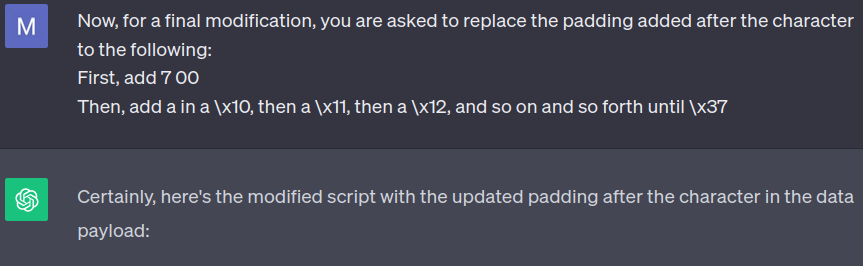 M
Now, for a final modification, you are asked to replace the padding added after the character
to the following:
First, add 7 00
Then, add a in a \x10, then a \x11, then a \x12, and so on and so forth until \x37
Certainly, here's the modified script with the updated padding after the character in the data
payload: